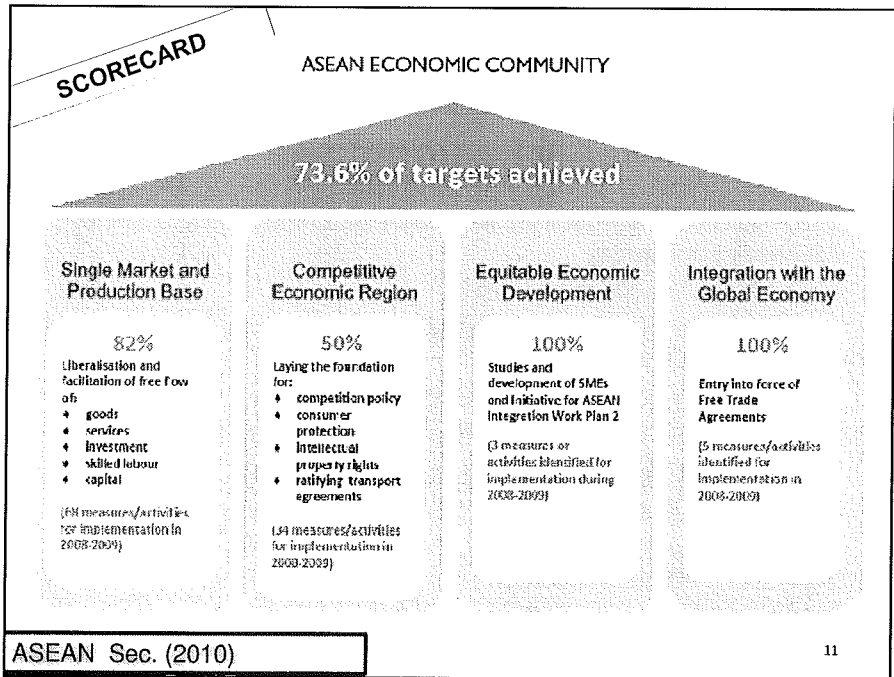 SCORECARD
ASEAN ECONOMIC COMMUNITY
73.6% of targets achieved
Single Market and
Production Base
82%
Liberalisation and
facilitation of free flow
of:
♦ goods
♦ services
♦ investment
♦ skilled labour
♦ capital
(68 measures/activities
for implementation in
2008-2009)
Competititve
Economic Region
50%
Laying the foundation
for:
♦ competition policy
♦ consumer
protection
♦ intellectual
property rights
♦ ratifying transport
agreements
(34 measures/activities
for implementation in
2008-2009)
Equitable Economic
Development
100%
Studies and
development of SMEs
and Initiative for ASEAN
Integration Work Plan 2
(3 measures or
activities identified for
implementation during
2008-2009)
Integration with the
Global Economy
100%
Entry into force of
Free Trade
Agreements
(5 measures/activities
identified for
implementation in
2008-2009)
ASEAN Sec. (2010)
11